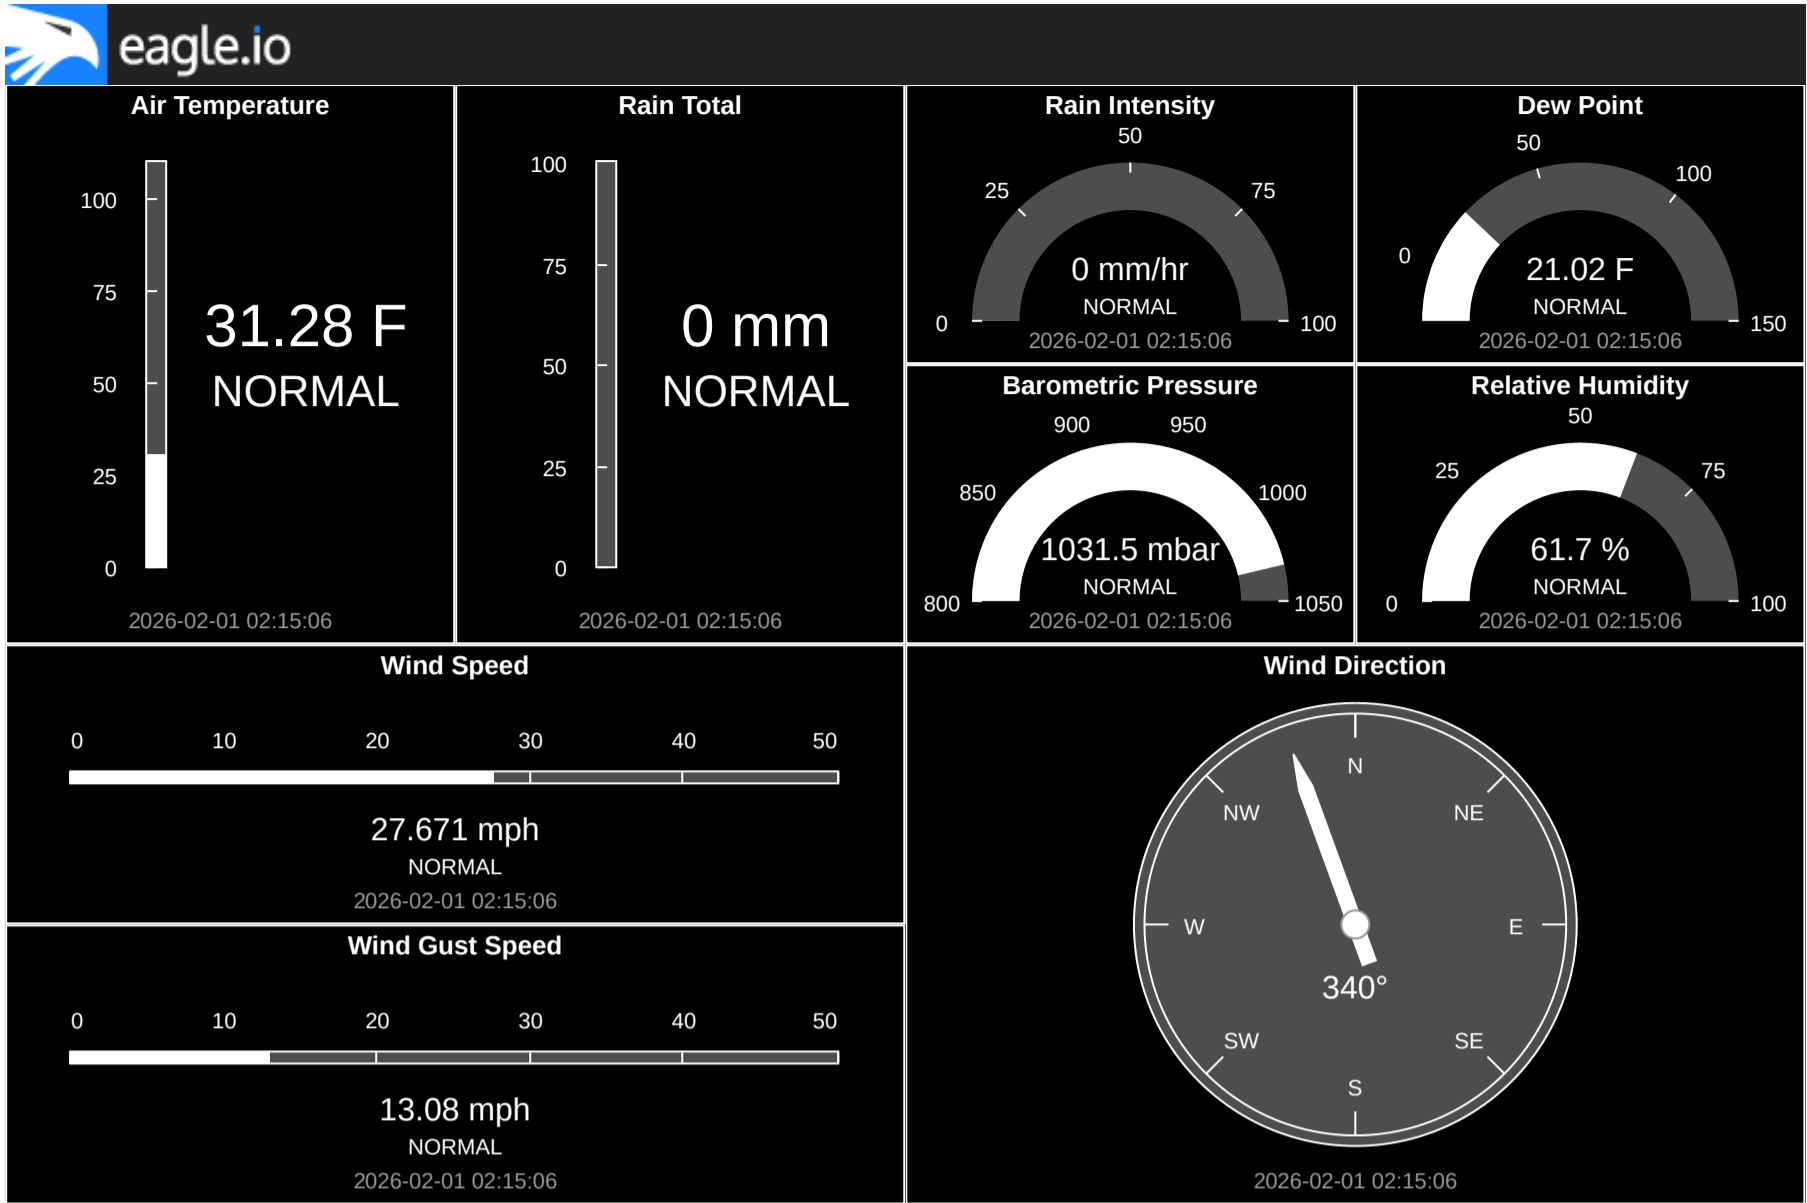 eagle.io
Air Temperature
100
75
50
25
0
31.28 F
NORMAL
2026-02-01 02:15:06
Rain Total
100
75
50
25
0
0 mm
NORMAL
2026-02-01 02:15:06
Rain Intensity
0
25
50
75
100
0 mm/hr
NORMAL
2026-02-01 02:15:06
Dew Point
0
50
100
150
21.02 F
NORMAL
2026-02-01 02:15:06
Barometric Pressure
800
850
900
950
1000
1050
1031.5 mbar
NORMAL
2026-02-01 02:15:06
Relative Humidity
0
25
50
75
100
61.7 %
NORMAL
2026-02-01 02:15:06
Wind Speed
0 10 20 30 40 50
27.671 mph
NORMAL
2026-02-01 02:15:06
Wind Gust Speed
0 10 20 30 40 50
13.08 mph
NORMAL
2026-02-01 02:15:06
Wind Direction
N
NW NE
W E
340°
SW SE
S
2026-02-01 02:15:06